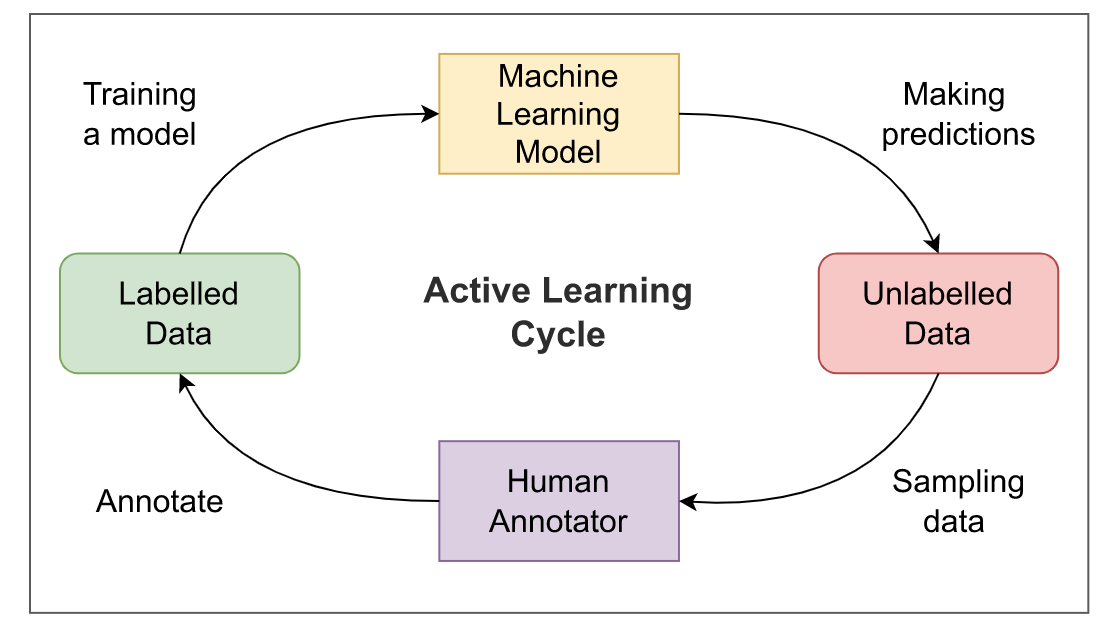 Training
a model
Machine
Learning
Model
Making
predictions
Labelled
Data
Active Learning
Cycle
Unlabelled
Data
Annotate
Human
Annotator
Sampling
data